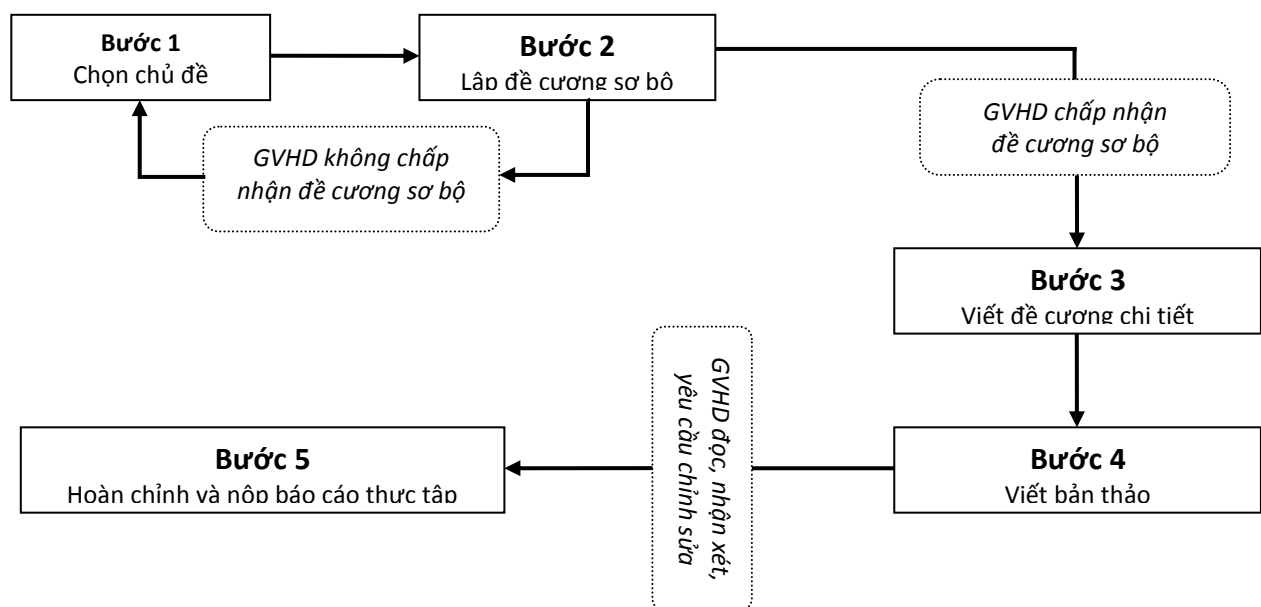 Bước 1
Chọn chủ đề
Bước 2
Lập đề cương sơ bộ
GVHD không chấp
nhận đề cương sơ bộ
GVHD chấp nhận
đề cương sơ bộ
Bước 3
Viết đề cương chi tiết
Bước 4
Viết bản thảo
GVHD đọc, nhận xét,
yêu cầu chỉnh sửa
Bước 5
Hoàn chỉnh và nộp báo cáo thực tập